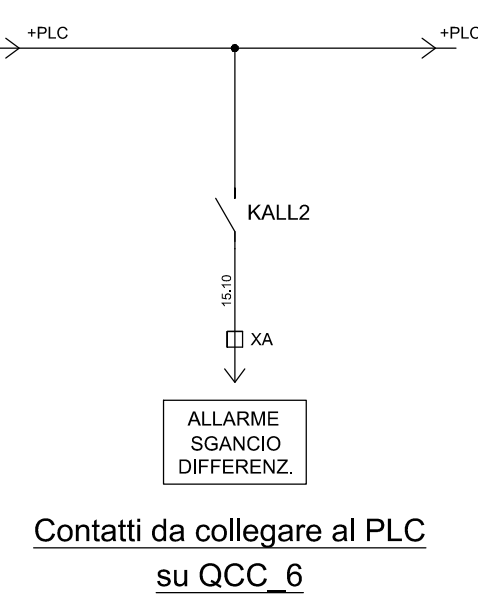 +PLC
+PLC
KALL2
15.10
XA
ALLARME
SGANCIO
DIFFERENZ.
Contatti da collegare al PLC
su QCC_6